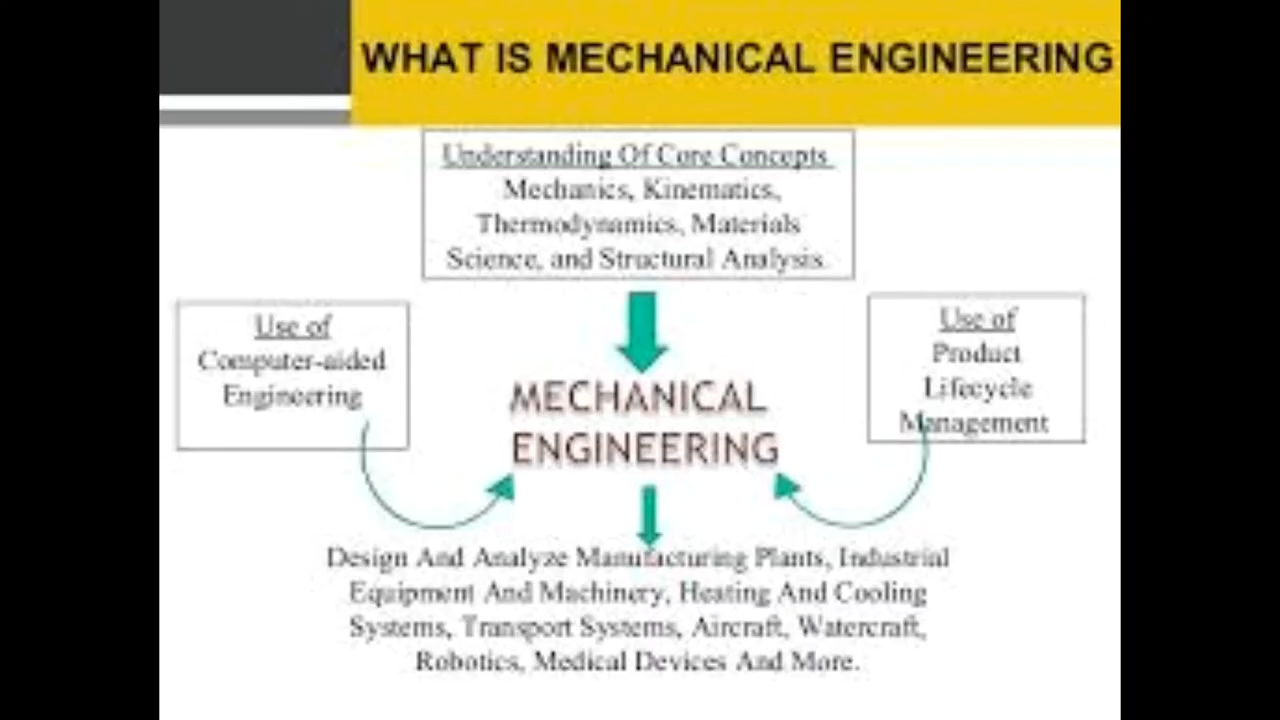 WHAT IS MECHANICAL ENGINEERING
Understanding Of Core Concepts
Mechanics, Kinematics,
Thermodynamics, Materials
Science, and Structural Analysis.
Use of
Computer-aided
Engineering
Use of
Product
Lifecycle
Management
MECHANICAL
ENGINEERING
Design And Analyze Manufacturing Plants, Industrial
Equipment And Machinery, Heating And Cooling
Systems, Transport Systems, Aircraft, Watercraft,
Robotics, Medical Devices And More.